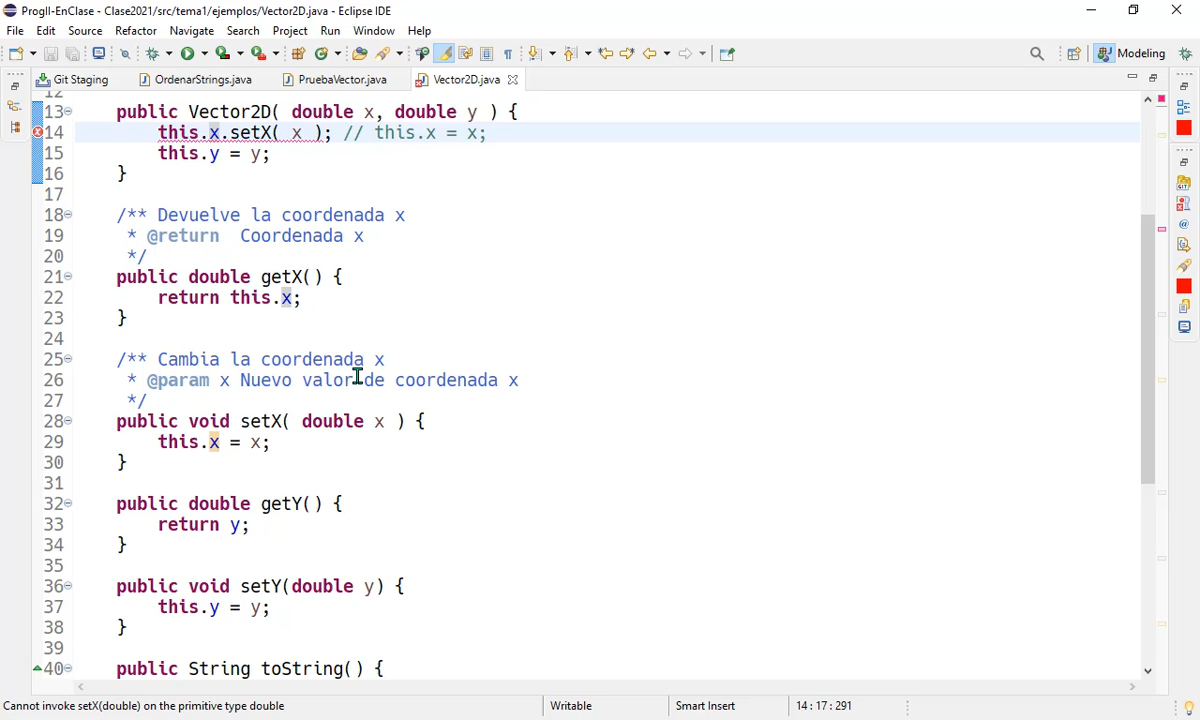 ProgII-EnClase - Clase2021/src/tema1/ejemplos/Vector2D.java - Eclipse IDE
File Edit Source Refactor Navigate Search Project Run Window Help
Modeling
Git Staging OrdenarStrings.java PruebaVector.java Vector2D.java
12
13 public Vector2D( double x, double y ) {
14 this.x.setX( x ); // this.x = x;
15 this.y = y;
16 }
17
18 /** Devuelve la coordenada x
19 * @return Coordenada x
20 */
21 public double getX() {
22 return this.x;
23 }
24
25 /** Cambia la coordenada x
26 * @param x Nuevo valor de coordenada x
27 */
28 public void setX( double x ) {
29 this.x = x;
30 }
31
32 public double getY() {
33 return y;
34 }
35
36 public void setY(double y) {
37 this.y = y;
38 }
39
40 public String toString() {
Cannot invoke setX(double) on the primitive type double Writable Smart Insert 14 : 17 : 291